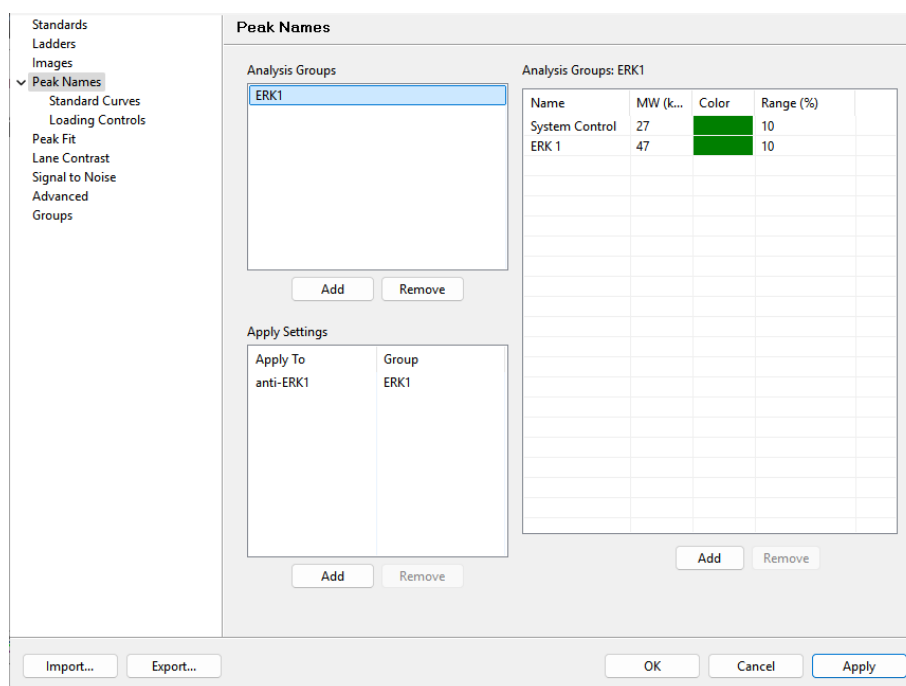 Standards
Ladders
Images
Peak Names
Standard Curves
Loading Controls
Peak Fit
Lane Contrast
Signal to Noise
Advanced
Groups
Peak Names
Analysis Groups
ERK1
Add Remove
Apply Settings
Apply To Group
anti-ERK1 ERK1
Add Remove
Analysis Groups: ERK1
Name MW (k... Color Range (%)
System Control 27 10
ERK 1 47 10
Add Remove
Import... Export... OK Cancel Apply